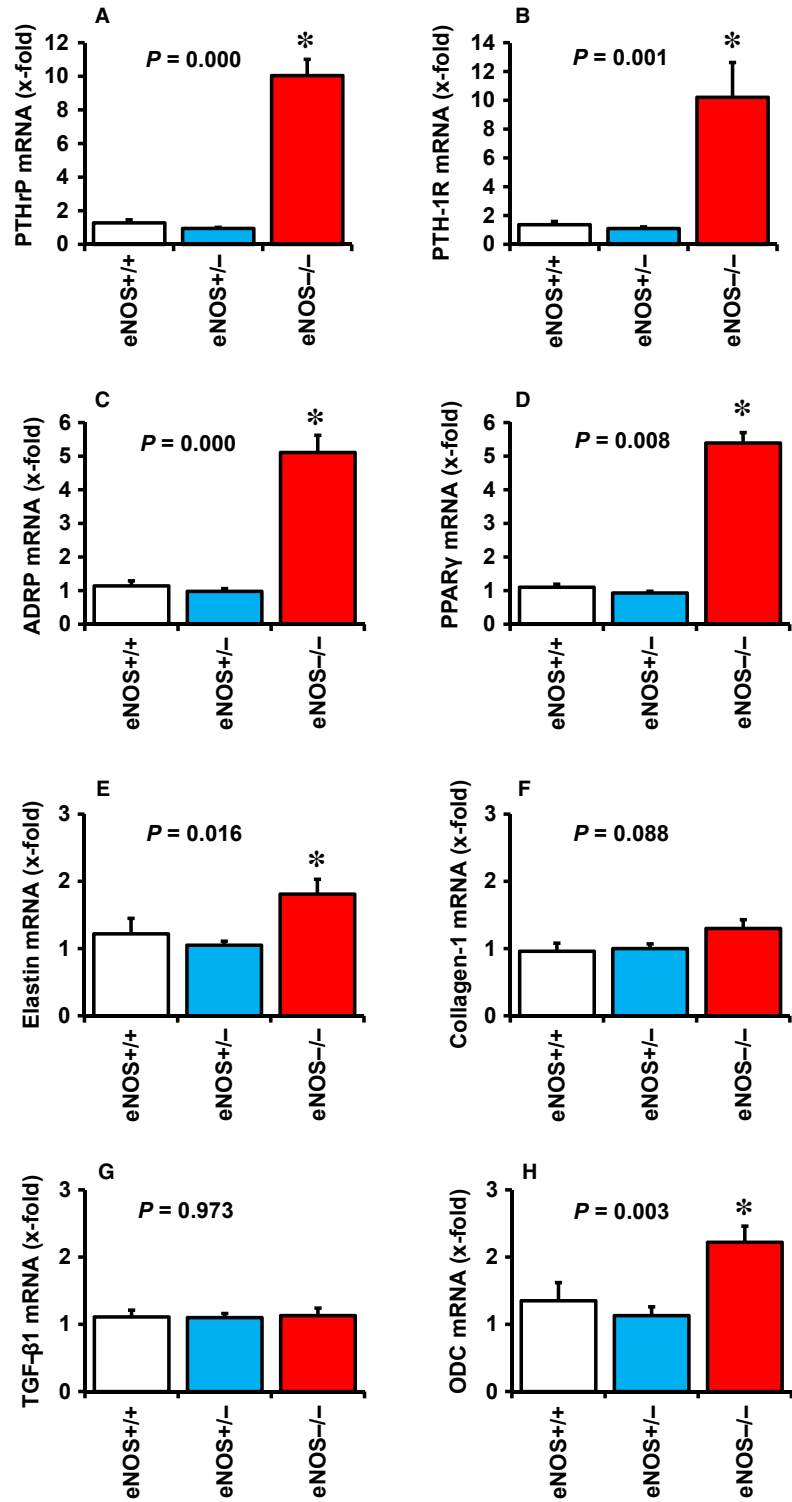 A
PTHrP mRNA (x-fold)
12
10
8
6
4
2
0
P = 0.000
*
eNOS+/+
eNOS+/–
eNOS–/–
B
PTH-1R mRNA (x-fold)
14
12
10
8
6
4
2
0
P = 0.001
*
eNOS+/+
eNOS+/–
eNOS–/–
C
ADRP mRNA (x-fold)
6
5
4
3
2
1
0
P = 0.000
*
eNOS+/+
eNOS+/–
eNOS–/–
D
PPARγ mRNA (x-fold)
6
5
4
3
2
1
0
P = 0.008
*
eNOS+/+
eNOS+/–
eNOS–/–
E
Elastin mRNA (x-fold)
3
2
1
0
P = 0.016
*
eNOS+/+
eNOS+/–
eNOS–/–
F
Collagen-1 mRNA (x-fold)
3
2
1
0
P = 0.088
eNOS+/+
eNOS+/–
eNOS–/–
G
TGF-β1 mRNA (x-fold)
3
2
1
0
P = 0.973
eNOS+/+
eNOS+/–
eNOS–/–
H
ODC mRNA (x-fold)
3
2
1
0
P = 0.003
*
eNOS+/+
eNOS+/–
eNOS–/–